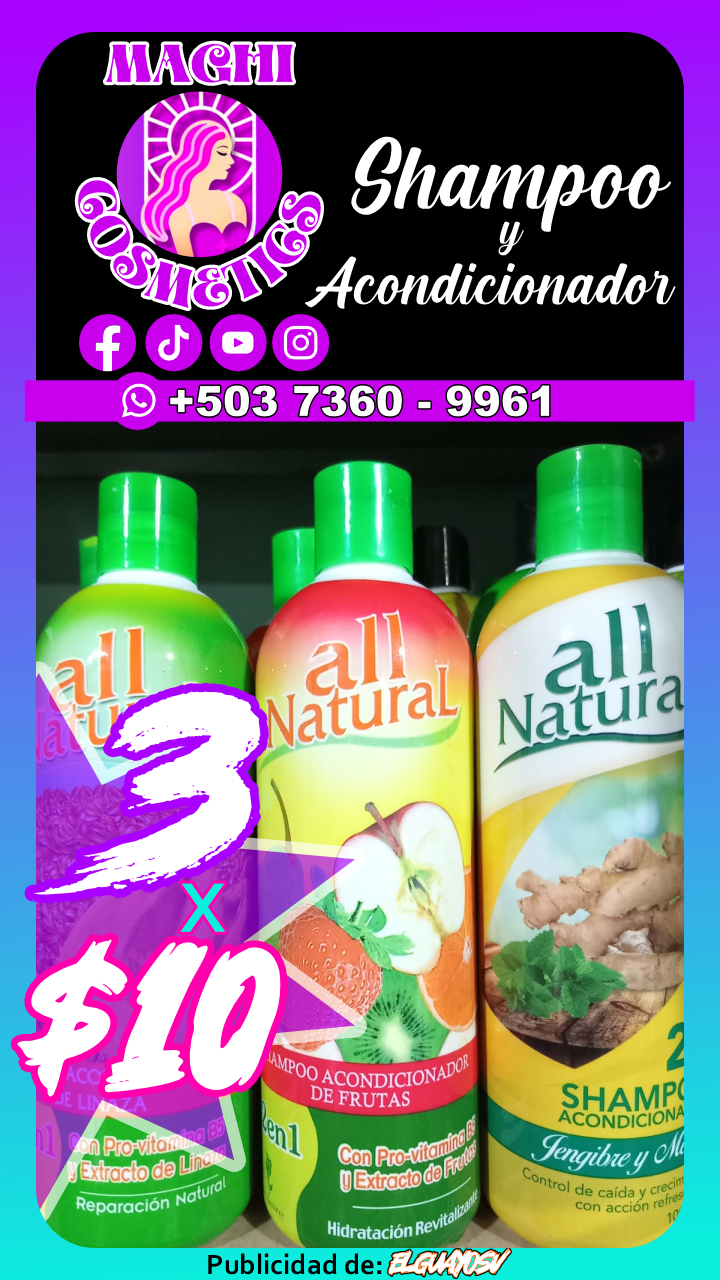 MAGHI
COSMETICS
Shampoo
y
Acondicionador
+503 7360 - 9961
all
Natural
all
Natural
3
x
$10
SHAMPOO ACONDICIONADOR
DE FRUTAS
2en1
Con Pro-vitamina B5
y Extracto de Frutas
Hidratación Revitalizante
all
DE LINAZA
Con Pro-vitamina B5
y Extracto de Linaza
Reparación Natural
2
SHAMPO
ACONDICIONA
Jengibre y M
Control de caída y crecim
con acción refres
Publicidad de: ELGUAYOSV